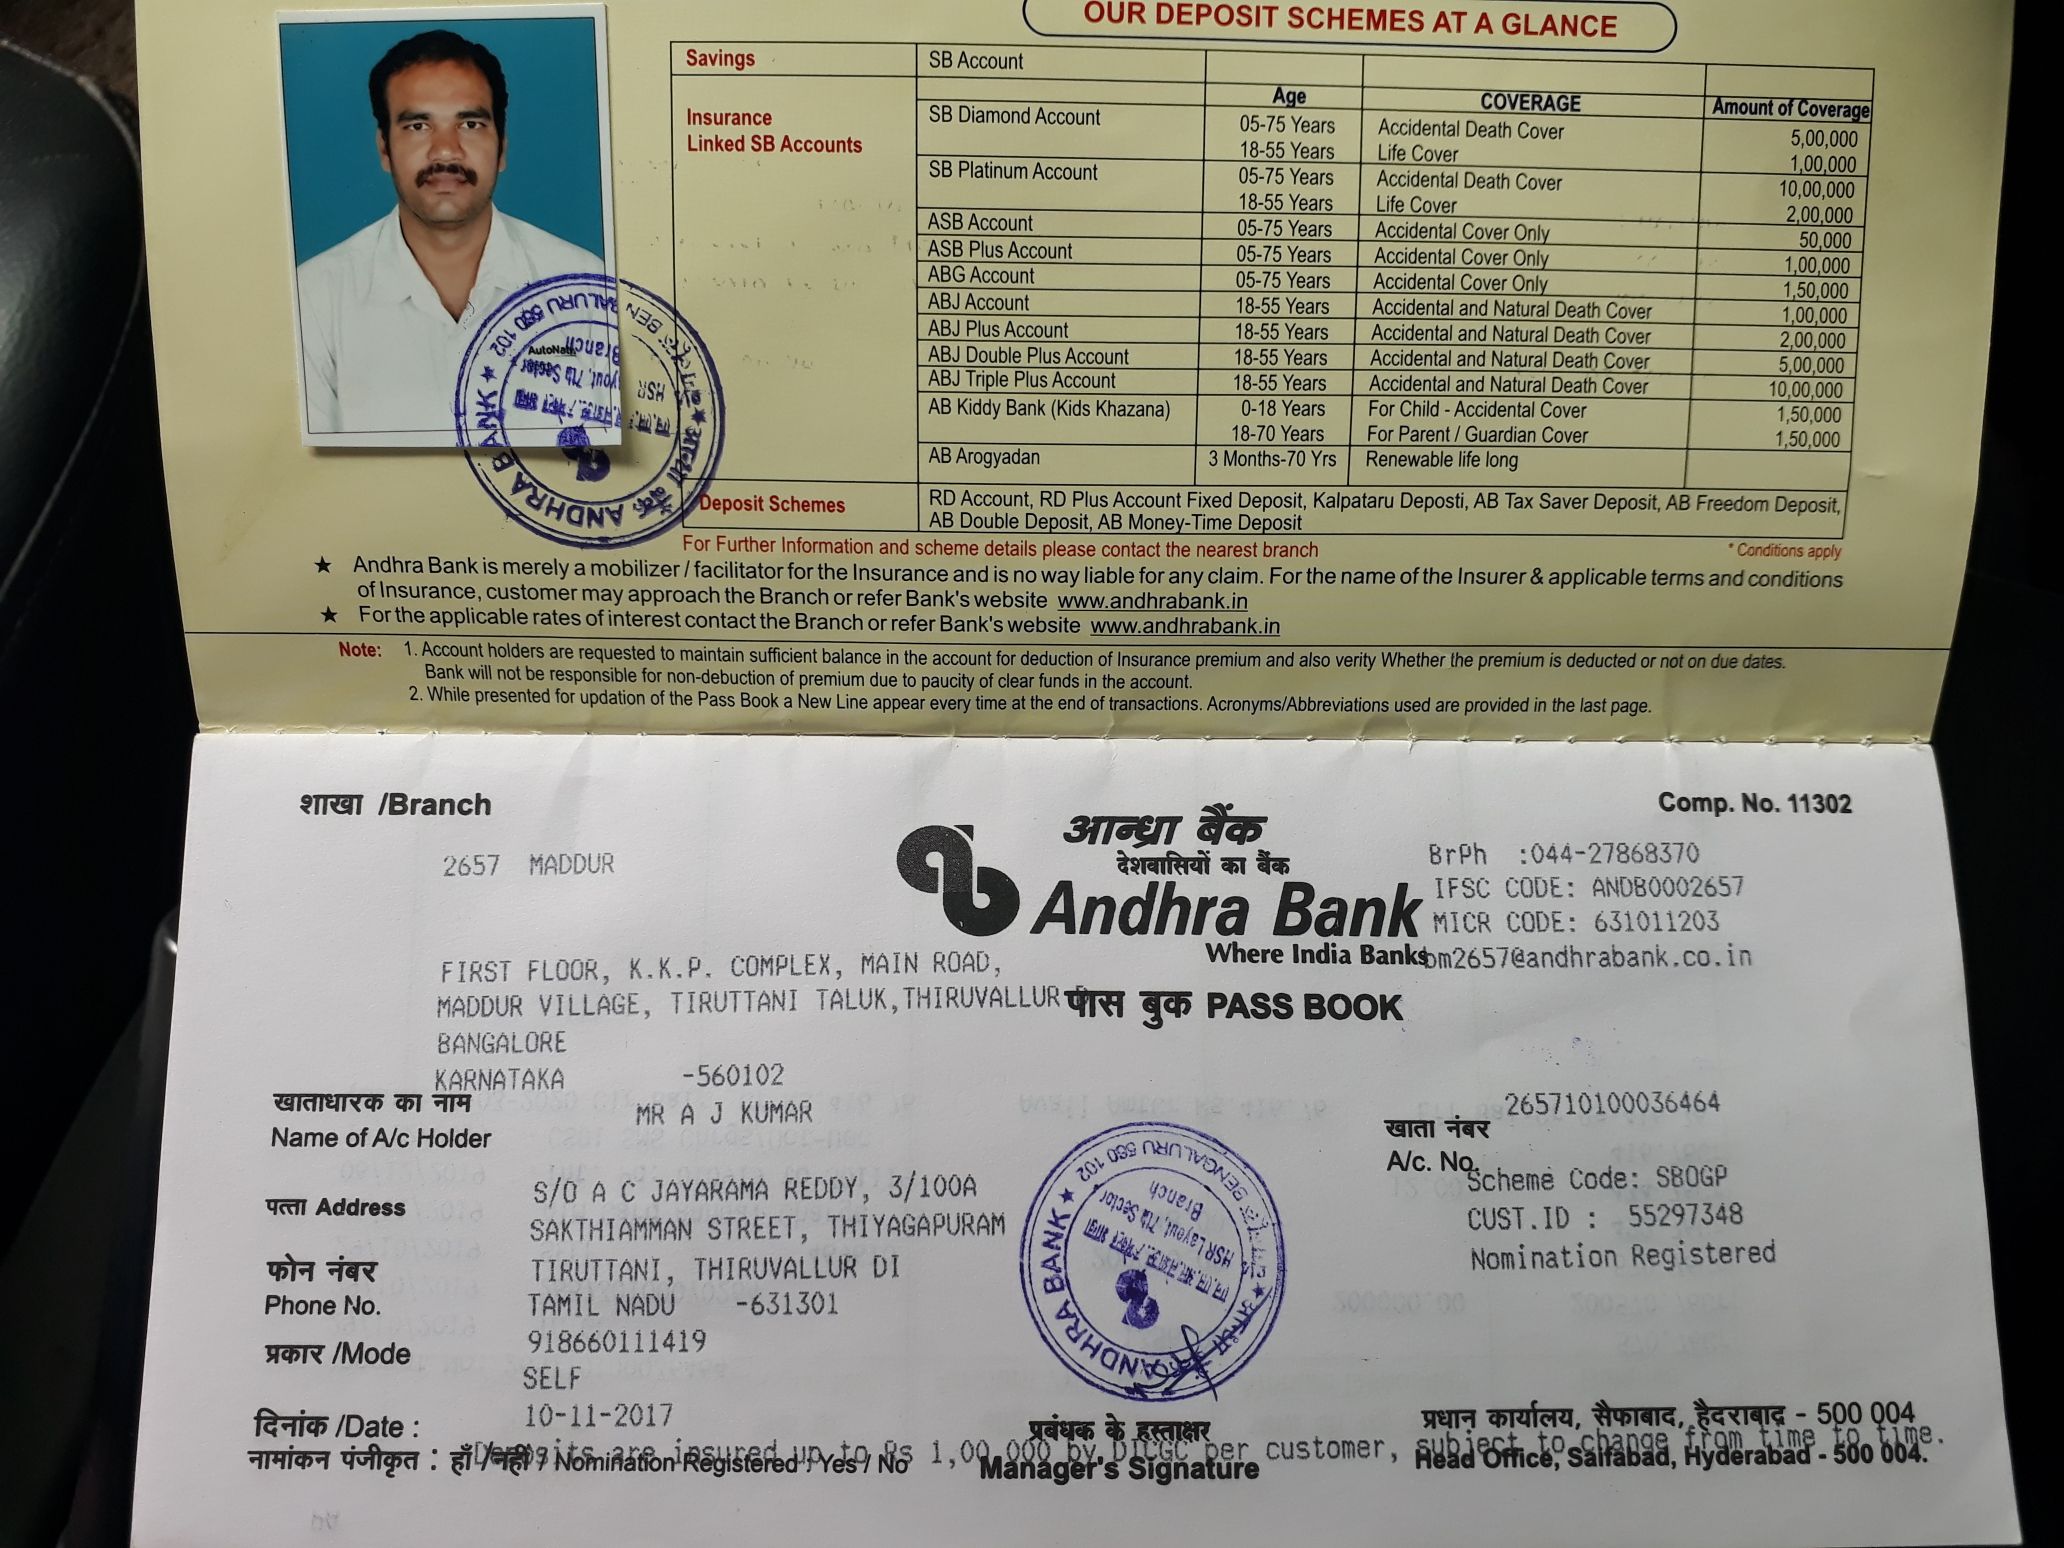 OUR DEPOSIT SCHEMES AT A GLANCE
Savings SB Account
Age COVERAGE Amount of Coverage
Insurance
Linked SB Accounts
SB Diamond Account 05-75 Years Accidental Death Cover 5,00,000
18-55 Years Life Cover 1,00,000
SB Platinum Account 05-75 Years Accidental Death Cover 10,00,000
18-55 Years Life Cover 2,00,000
ASB Account 05-75 Years Accidental Cover Only 50,000
ASB Plus Account 05-75 Years Accidental Cover Only 1,00,000
ABG Account 05-75 Years Accidental Cover Only 1,50,000
ABJ Account 18-55 Years Accidental and Natural Death Cover 1,00,000
ABJ Plus Account 18-55 Years Accidental and Natural Death Cover 2,00,000
ABJ Double Plus Account 18-55 Years Accidental and Natural Death Cover 5,00,000
ABJ Triple Plus Account 18-55 Years Accidental and Natural Death Cover 10,00,000
AB Kiddy Bank (Kids Khazana) 0-18 Years For Child - Accidental Cover 1,50,000
18-70 Years For Parent / Guardian Cover 1,50,000
AB Arogyadan 3 Months-70 Yrs Renewable life long
Deposit Schemes RD Account, RD Plus Account Fixed Deposit, Kalpataru Deposti, AB Tax Saver Deposit, AB Freedom Deposit,
AB Double Deposit, AB Money-Time Deposit
For Further Information and scheme details please contact the nearest branch * Conditions apply
★ Andhra Bank is merely a mobilizer / facilitator for the Insurance and is no way liable for any claim. For the name of the Insurer & applicable terms and conditions
of Insurance, customer may approach the Branch or refer Bank's website www.andhrabank.in
★ For the applicable rates of interest contact the Branch or refer Bank's website www.andhrabank.in
Note: 1. Account holders are requested to maintain sufficient balance in the account for deduction of Insurance premium and also verity Whether the premium is deducted or not on due dates.
Bank will not be responsible for non-debuction of premium due to paucity of clear funds in the account.
2. While presented for updation of the Pass Book a New Line appear every time at the end of transactions. Acronyms/Abbreviations used are provided in the last page.
ANDHRA BANK ★ BENGALURU 560 102
HSR Layout, 7th Sector
Branch
शाखा /Branch
2657 MADDUR
आन्ध्रा बैंक
देशवासियों का बैंक
Andhra Bank
Where India Banks
Comp. No. 11302
BrPh :044-27868370
IFSC CODE: ANDB0002657
MICR CODE: 631011203
bm2657@andhrabank.co.in
FIRST FLOOR, K.K.P. COMPLEX, MAIN ROAD,
MADDUR VILLAGE, TIRUTTANI TALUK,THIRUVALLUR
BANGALORE
KARNATAKA -560102
पास बुक PASS BOOK
खाताधारक का नाम
Name of A/c Holder
MR A J KUMAR
खाता नंबर
A/c. No.
265710100036464
Scheme Code: SBOGP
CUST.ID : 55297348
Nomination Registered
पत्ता Address
S/O A C JAYARAMA REDDY, 3/100A
SAKTHIAMMAN STREET, THIYAGAPURAM
TIRUTTANI, THIRUVALLUR DI
TAMIL NADU -631301
फोन नंबर
Phone No.
918660111419
प्रकार /Mode
SELF
दिनांक /Date :
10-11-2017
ANDHRA BANK ★ BENGALURU 560 102
HSR Layout, 7th Sector
Branch
नामांकन पंजीकृत : हाँ /नहीं / Nomination Registered : Yes / No
Deposits are insured up to Rs 1,00,000 by DICGC per customer, subject to change from time to time.
प्रबंधक के हस्ताक्षर
Manager's Signature
प्रधान कार्यालय, सैफाबाद, हैदराबाद - 500 004
Head Office, Saifabad, Hyderabad - 500 004.